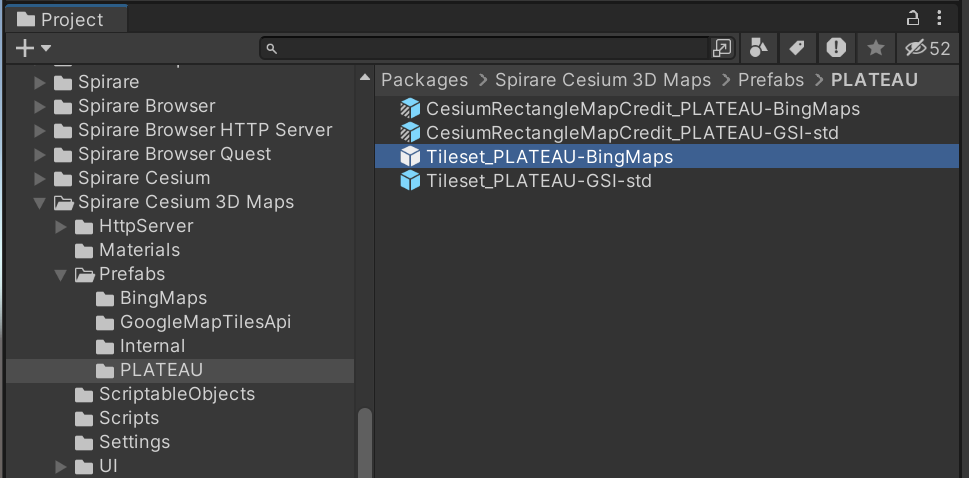 Project
52
Spirare
Spirare Browser
Spirare Browser HTTP Server
Spirare Browser Quest
Spirare Cesium
Spirare Cesium 3D Maps
HttpServer
Materials
Prefabs
BingMaps
GoogleMapTilesApi
Internal
PLATEAU
ScriptableObjects
Scripts
Settings
UI
Packages > Spirare Cesium 3D Maps > Prefabs > PLATEAU
CesiumRectangleMapCredit_PLATEAU-BingMaps
CesiumRectangleMapCredit_PLATEAU-GSI-std
Tileset_PLATEAU-BingMaps
Tileset_PLATEAU-GSI-std